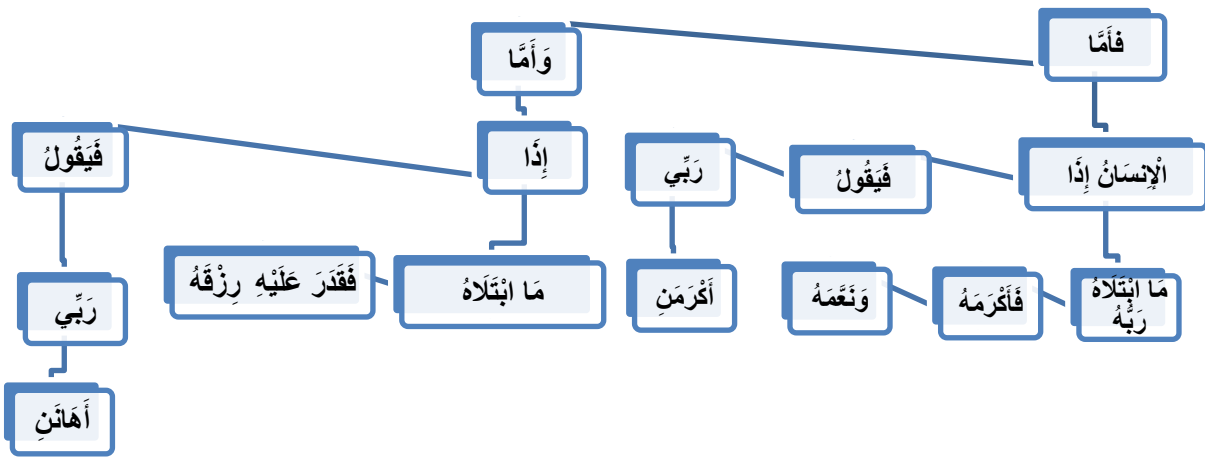 فَأَمَّا
الْإِنسَانُ إِذَا
مَا ابْتَلَاهُ
رَبُّهُ
فَأَكْرَمَهُ
وَنَعَّمَهُ
فَيَقُولُ
رَبِّي
أَكْرَمَنِ
وَأَمَّا
إِذَا
مَا ابْتَلَاهُ
فَقَدَرَ عَلَيْهِ رِزْقَهُ
فَيَقُولُ
رَبِّي
أَهَانَنِ